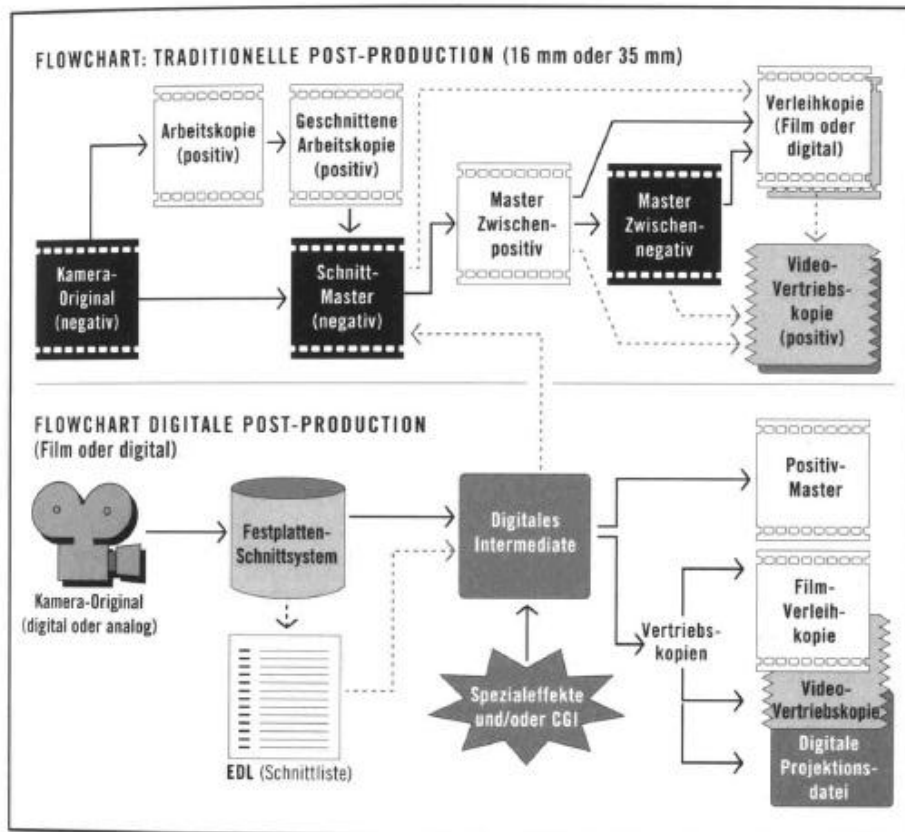 FLOWCHART: TRADITIONELLE POST-PRODUCTION (16 mm oder 35 mm)
Arbeitskopie
(positiv)
Geschnittene
Arbeitskopie
(positiv)
Verleihkopie
(Film oder
digital)
Kamera-
Original
(negativ)
Schnitt-
Master
(negativ)
Master
Zwischen-
positiv
Master
Zwischen-
negativ
Video-
Vertriebs-
kopie
(positiv)
FLOWCHART DIGITALE POST-PRODUCTION
(Film oder digital)
Kamera-Original
(digital oder analog)
Festplatten-
Schnittsystem
EDL (Schnittliste)
Digitales
Intermediate
Spezialeffekte
und/oder CGI
Positiv-
Master
Vertriebs-
kopien
Film-
Verleih-
kopie
Video-
Vertriebskopie
Digitale
Projektions-
datei